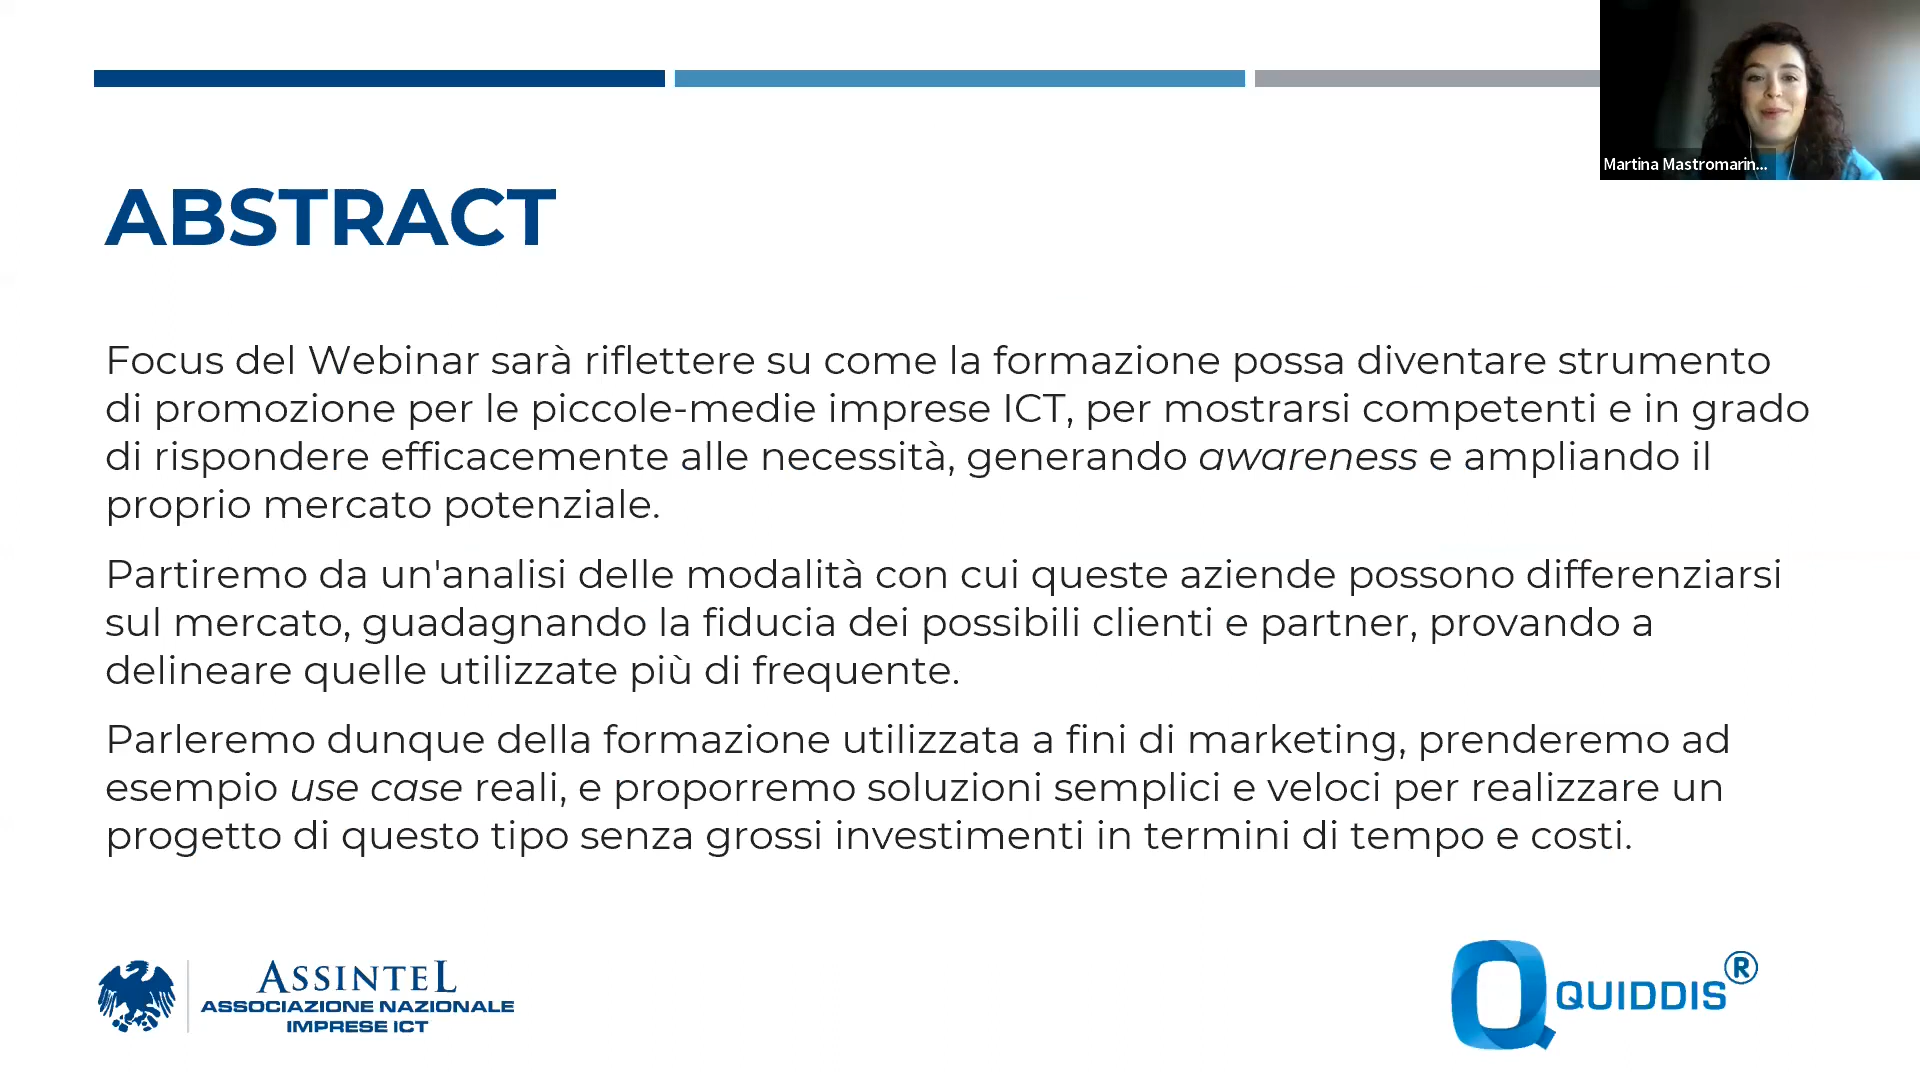 Martina Mastromarin...
ABSTRACT
Focus del Webinar sarà riflettere su come la formazione possa diventare strumento
di promozione per le piccole-medie imprese ICT, per mostrarsi competenti e in grado
di rispondere efficacemente alle necessità, generando awareness e ampliando il
proprio mercato potenziale.
Partiremo da un'analisi delle modalità con cui queste aziende possono differenziarsi
sul mercato, guadagnando la fiducia dei possibili clienti e partner, provando a
delineare quelle utilizzate più di frequente.
Parleremo dunque della formazione utilizzata a fini di marketing, prenderemo ad
esempio use case reali, e proporremo soluzioni semplici e veloci per realizzare un
progetto di questo tipo senza grossi investimenti in termini di tempo e costi.
ASSINTEL
ASSOCIAZIONE NAZIONALE
IMPRESE ICT
QUIDDIS®